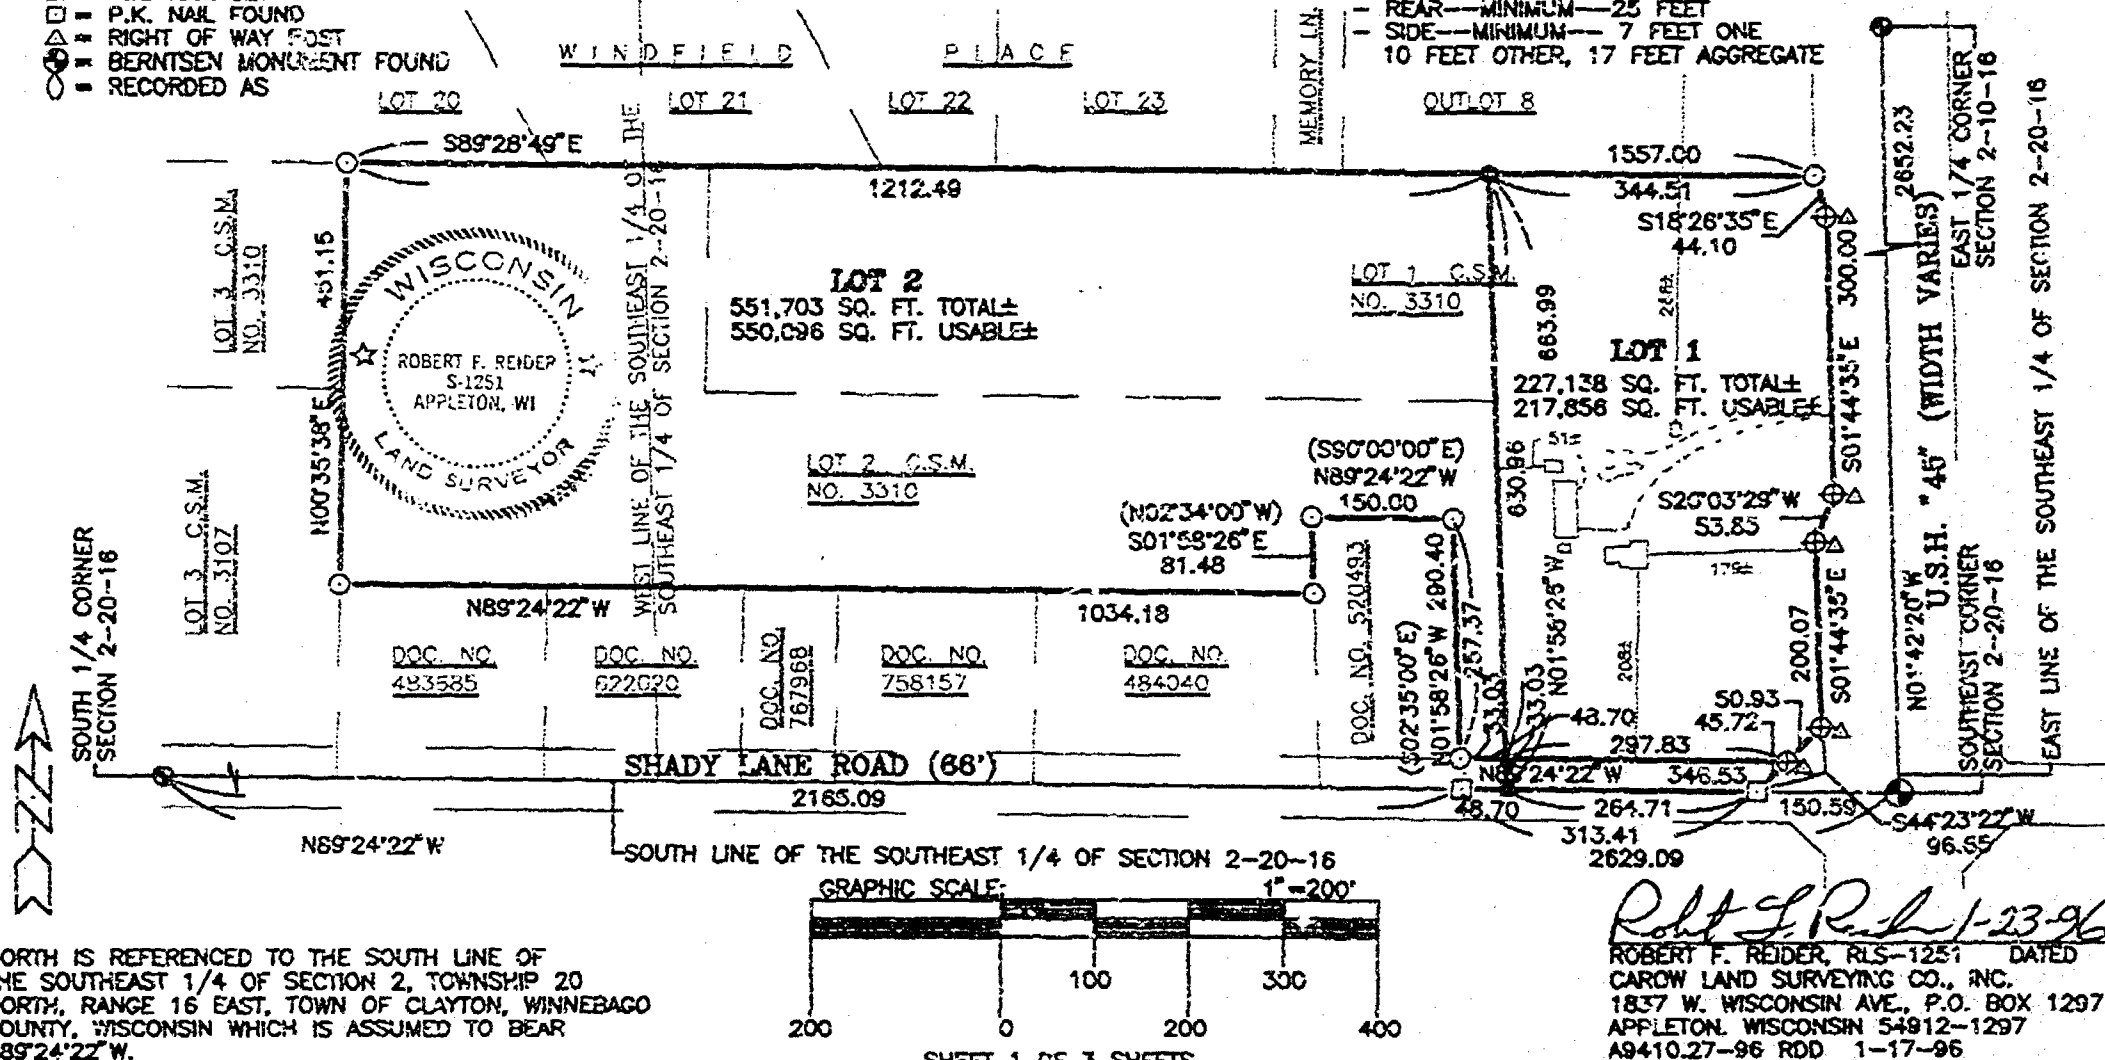 P.K. NAIL FOUND
RIGHT OF WAY POST
BERNTSEN MONUMENT FOUND
RECORDED AS
REAR--MINIMUM--25 FEET
SIDE--MINIMUM-- 7 FEET ONE
10 FEET OTHER, 17 FEET AGGREGATE
WINDFIELD PLACE
LOT 20
LOT 21
LOT 22
LOT 23
MEMORY LN.
OUTLOT 8
S89°28'49"E
1212.49
1557.00
344.51
2652.23
EAST 1/4 CORNER
SECTION 2-10-16
S18°26'35"E
44.10
300.00
S01°44'35"E
LOT 3 C.S.M.
NO. 3310
451.15
N00°35'38"E
WISCONSIN
ROBERT F. REIDER
S-1251
APPLETON, WI
LAND SURVEYOR
WEST LINE OF THE SOUTHEAST 1/4 OF THE
SOUTHEAST 1/4 OF SECTION 2-20-16
LOT 2
551,703 SQ. FT. TOTAL±
550,096 SQ. FT. USABLE±
LOT 1 C.S.M.
NO. 3310
663.99
630.96
N01°58'26"W
LOT 1
227,138 SQ. FT. TOTAL±
217,856 SQ. FT. USABLE±
51±
U.S.H. "45" (WIDTH VARIES)
EAST LINE OF THE SOUTHEAST 1/4 OF SECTION 2-20-16
LOT 2 C.S.M.
NO. 3310
(S90°00'00"E)
N89°24'22"W
150.00
(N02°34'00"W)
S01°58'26"E
81.48
S20°03'29"W
53.85
179±
208±
LOT 3 C.S.M.
NO. 3107
SOUTH 1/4 CORNER
SECTION 2-20-16
N89°24'22"W
1034.18
DOC. NO.
483585
DOC. NO.
622020
DOC. NO.
767968
DOC. NO.
758157
DOC. NO.
484040
DOC. NO. 520493
(S02°35'00"E)
N01°58'26"W 290.40
257.37
33.03
33.03
200.07
S01°44'35"E
N01°42'20"W
SOUTHEAST CORNER
SECTION 2-20-16
50.93
45.72
48.70
297.83
SHADY LANE ROAD (66')
N89°24'22"W
346.53
2165.09
48.70
264.71
150.59
313.41
2629.09
S44°23'22"W
96.55
N89°24'22"W
SOUTH LINE OF THE SOUTHEAST 1/4 OF SECTION 2-20-16
GRAPHIC SCALE:
1"=200'
100
300
200
0
200
400
ORTH IS REFERENCED TO THE SOUTH LINE OF
HE SOUTHEAST 1/4 OF SECTION 2, TOWNSHIP 20
ORTH, RANGE 16 EAST, TOWN OF CLAYTON, WINNEBAGO
OUNTY, WISCONSIN WHICH IS ASSUMED TO BEAR
89°24'22"W.
SHEET 1 OF 3 SHEETS
1-23-96
ROBERT F. REIDER, RLS-1251 DATED
CAROW LAND SURVEYING CO., INC.
1837 W. WISCONSIN AVE., P.O. BOX 1297
APPLETON, WISCONSIN 54912-1297
A9410.27-96 RDD 1-17-96